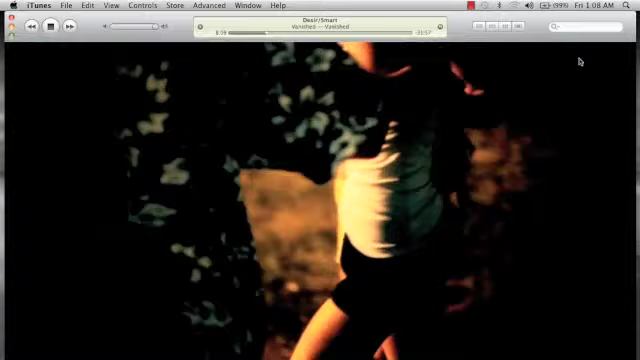 iTunes File Edit View Controls Store Advanced Window Help (99%) Fri 1:08 AM
Desir/Smart
Vanished — Vanished